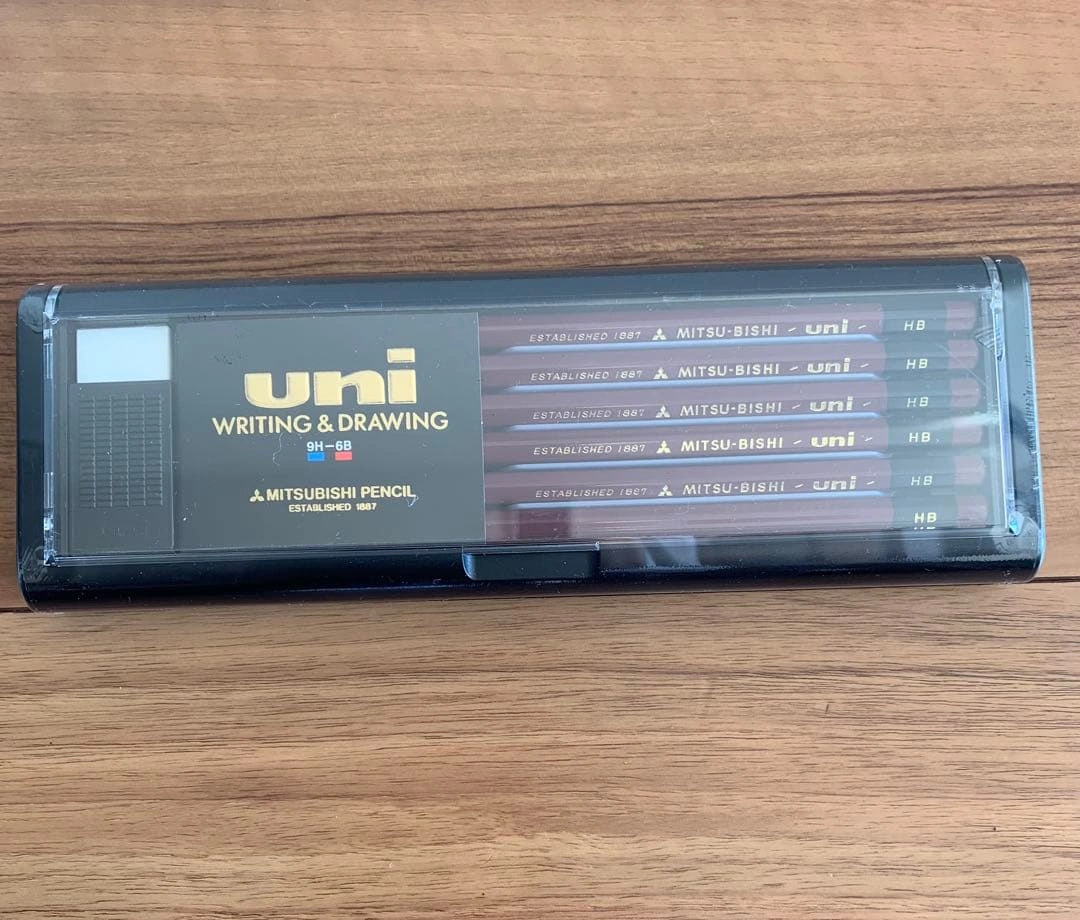 uni
WRITING & DRAWING
9H-6B
MITSUBISHI PENCIL
ESTABLISHED 1887
ESTABLISHED 1887 MITSU-BISHI - uni - HB
ESTABLISHED 1887 MITSU-BISHI - uni - HB
ESTABLISHED 1887 MITSU-BISHI - uni - HB
ESTABLISHED 1887 MITSU-BISHI - uni - HB
ESTABLISHED 1887 MITSU-BISHI - uni - HB
HB